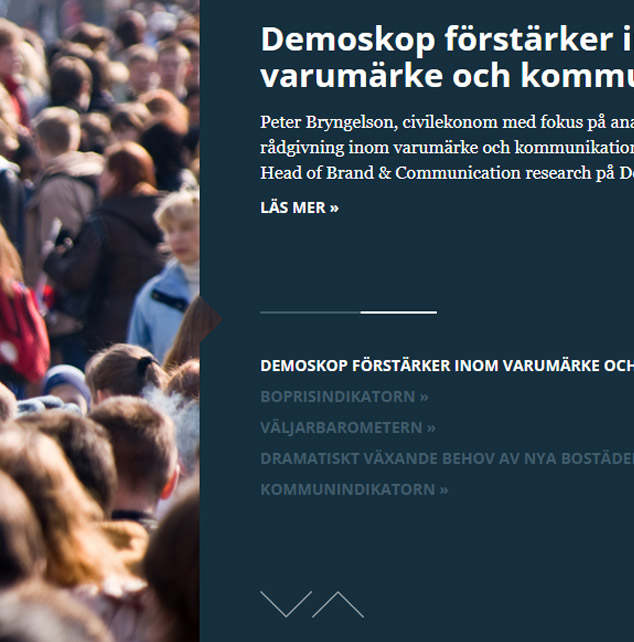 Demoskop förstärker i
varumärke och kommu
Peter Bryngelson, civilekonom med fokus på ana
rådgivning inom varumärke och kommunikation
Head of Brand & Communication research på De
LÄS MER »
DEMOSKOP FÖRSTÄRKER INOM VARUMÄRKE OCH
BOPRISINDIKATORN »
VÄLJARBAROMETERN »
DRAMATISKT VÄXANDE BEHOV AV NYA BOSTÄDE
KOMMUNINDIKATORN »